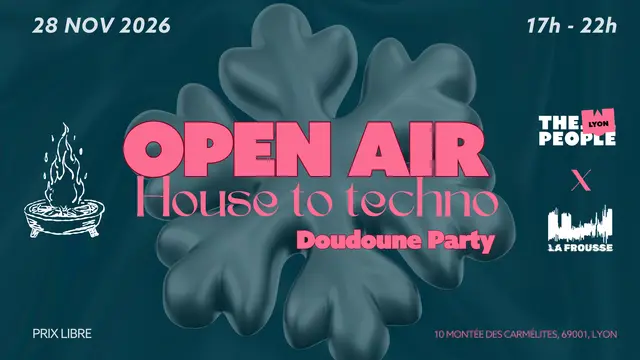 28 NOV 2026
17h - 22h
OPEN AIR
House to techno
Doudoune Party
THE
PEOPLE
LYON
X
LA FROUSSE
PRIX LIBRE
10 MONTÉE DES CARMÉLITES, 69001, LYON